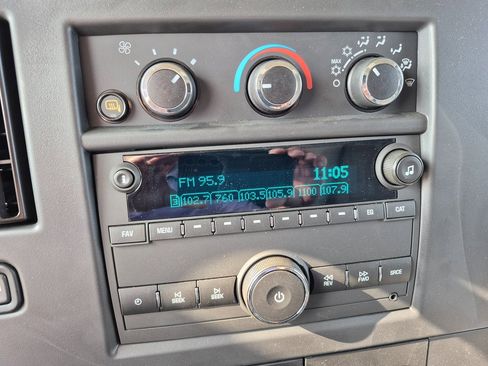 MAX
11:05
FM 95.9
3 102.7 760 103.5 105.9 1100 107.9
FAV MENU EQ CAT
SEEK SEEK REV FWD SRCE